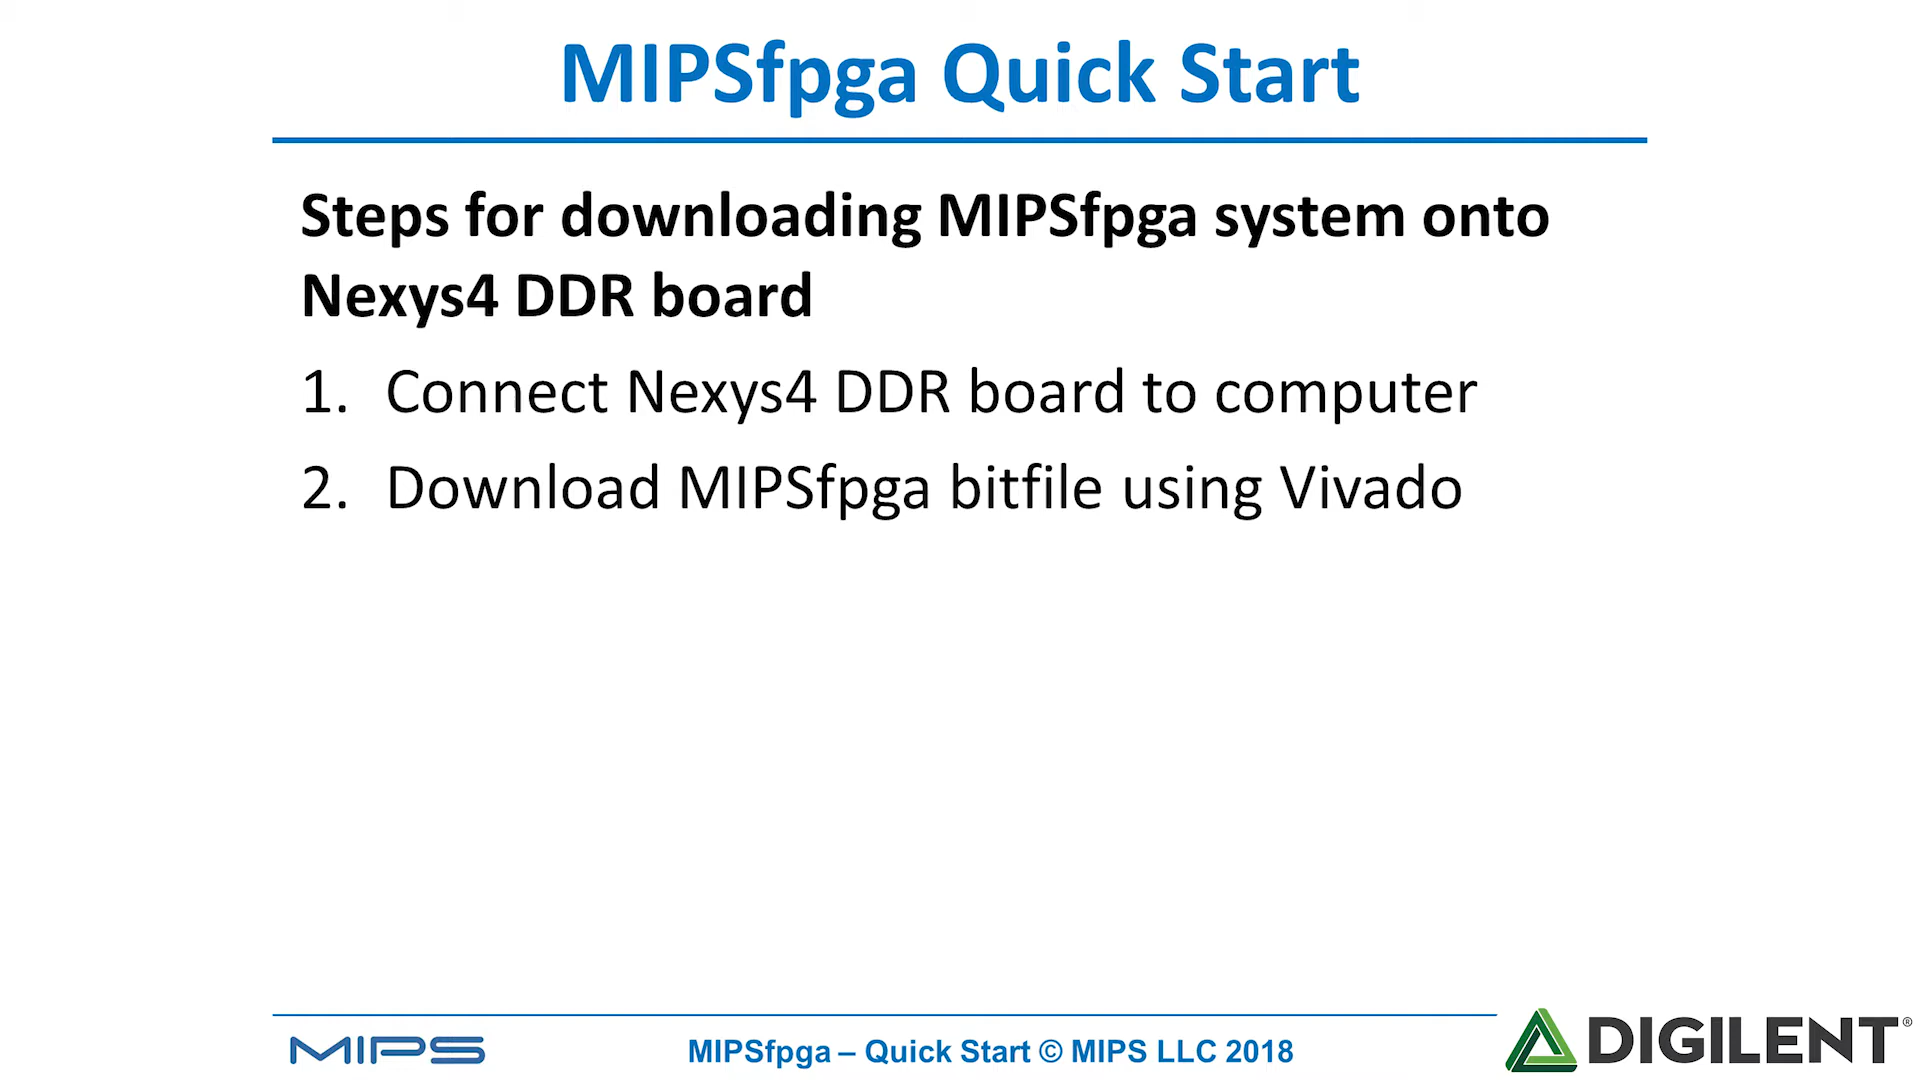 MIPSfpga Quick Start
Steps for downloading MIPSfpga system onto
Nexys4 DDR board
1. Connect Nexys4 DDR board to computer
2. Download MIPSfpga bitfile using Vivado
MIPS
MIPSfpga – Quick Start © MIPS LLC 2018
DIGILENT®